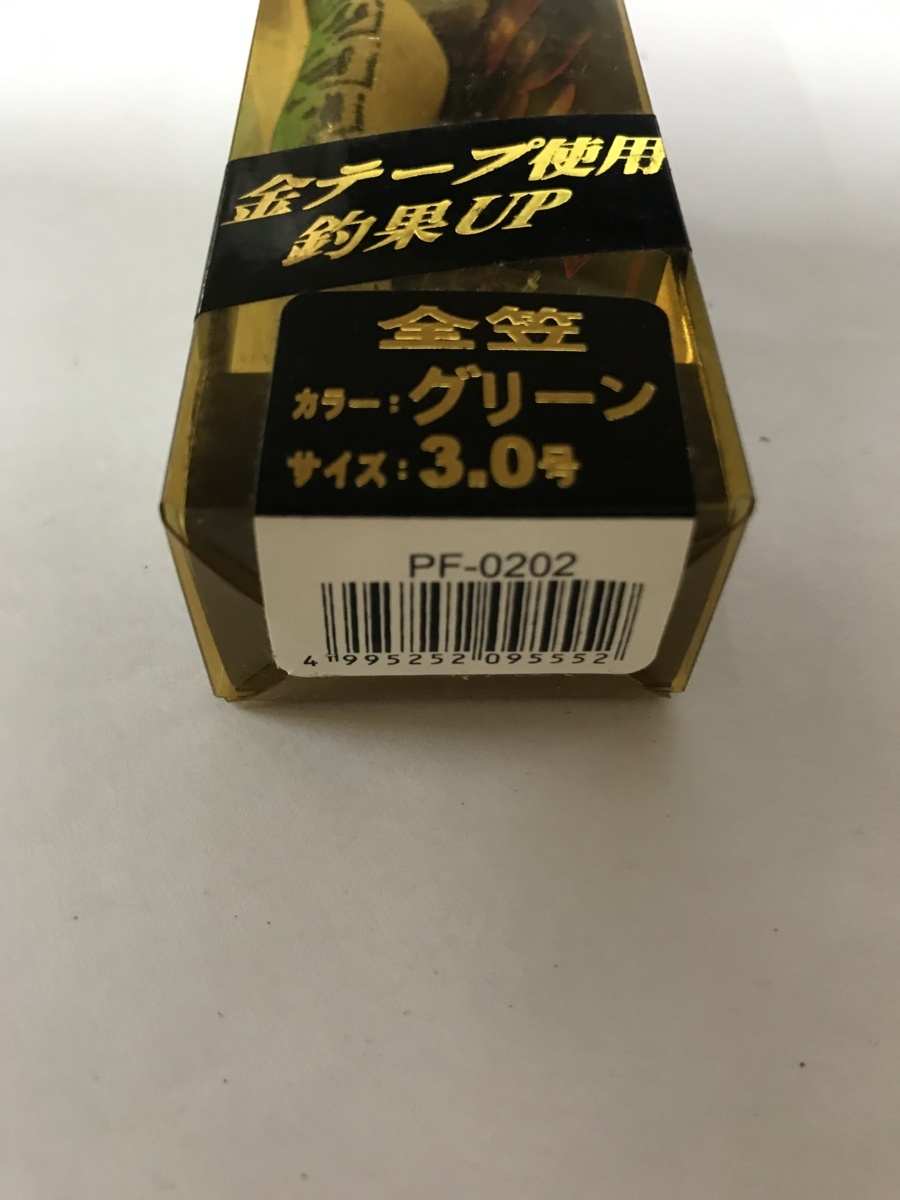 金テープ使用
釣果UP
全笠
カラー:グリーン
サイズ:3.0号
PF-0202
4 995252 095552